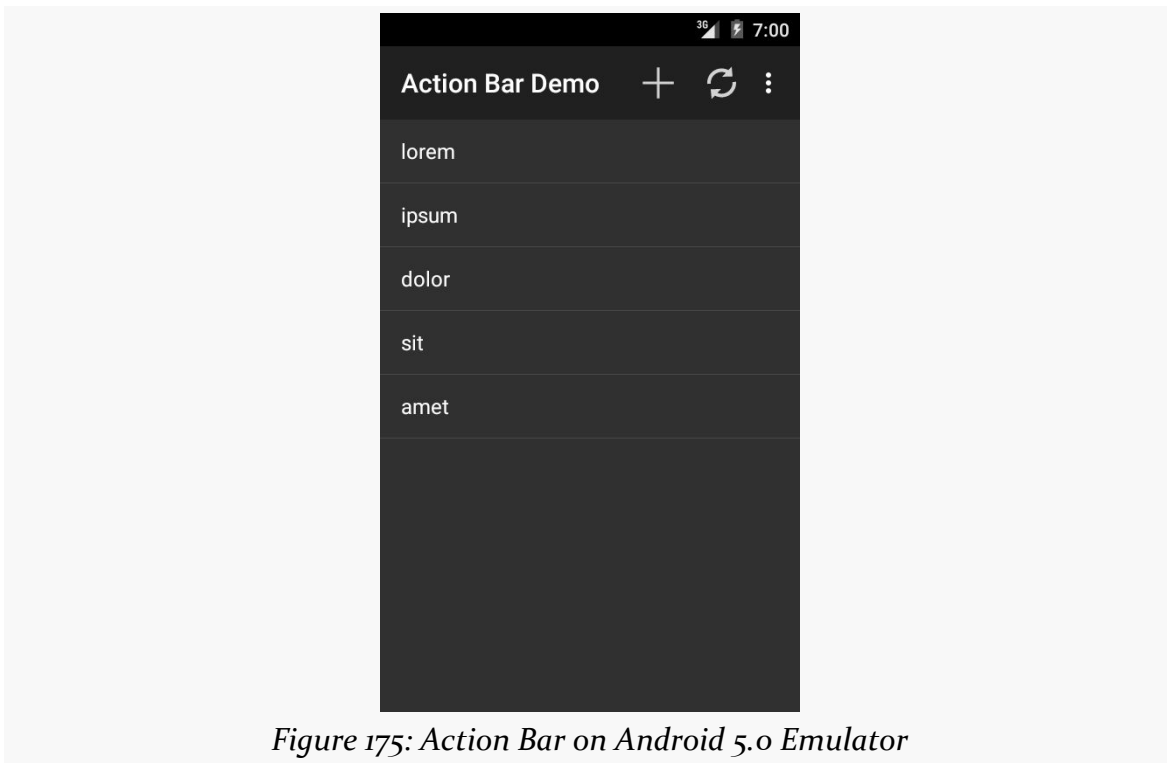 3G 7:00
Action Bar Demo
lorem
ipsum
dolor
sit
amet
Figure 175: Action Bar on Android 5.0 Emulator